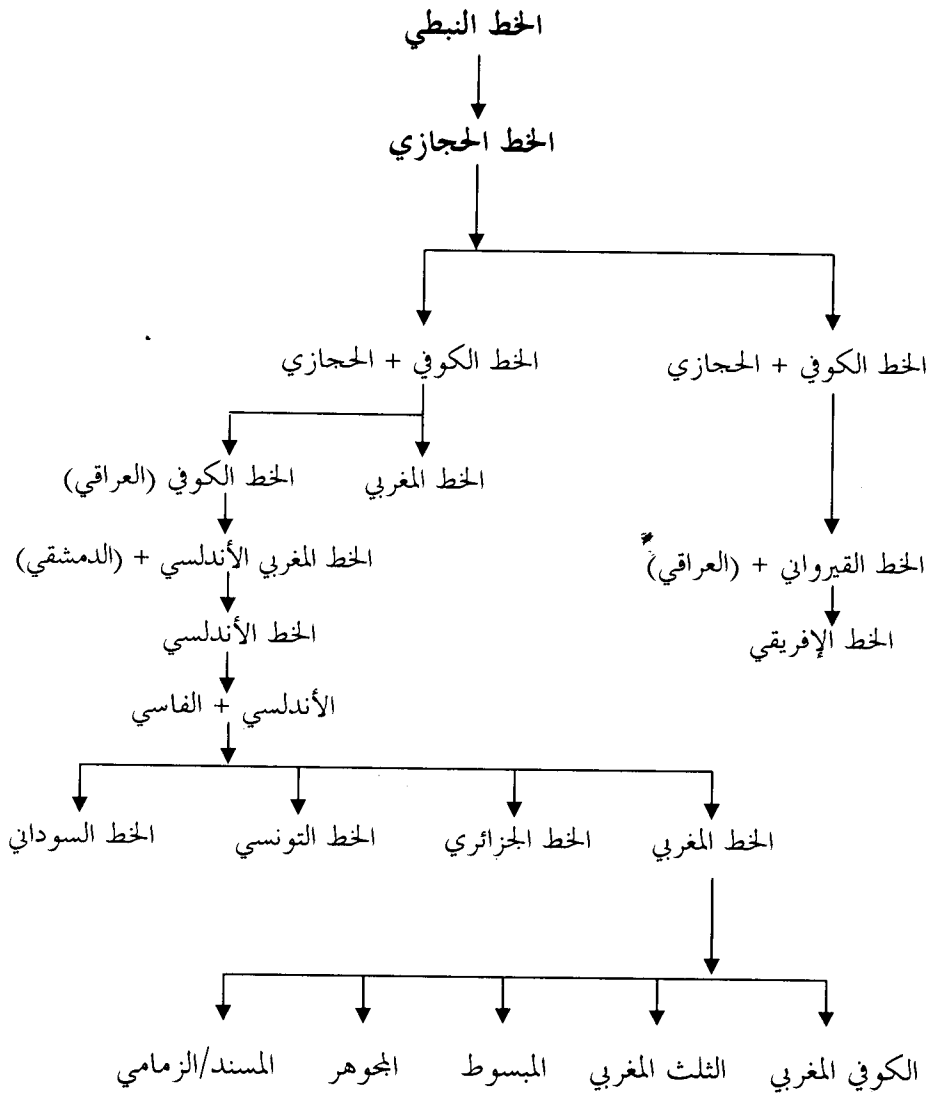 الخط النبطي
الخط الحجازي
الخط الكوفي + الحجازي
الخط الكوفي + الحجازي
الخط المغربي
الخط الكوفي (العراقي)
الخط القيرواني + (العراقي)
الخط المغربي الأندلسي + (الدمشقي)
الخط الإفريقي
الخط الأندلسي
الأندلسي + الفاسي
الخط المغربي
الخط الجزائري
الخط التونسي
الخط السوداني
الكوفي المغربي
الثلث المغربي
المبسوط
المجوهر
المسند/الزمامي